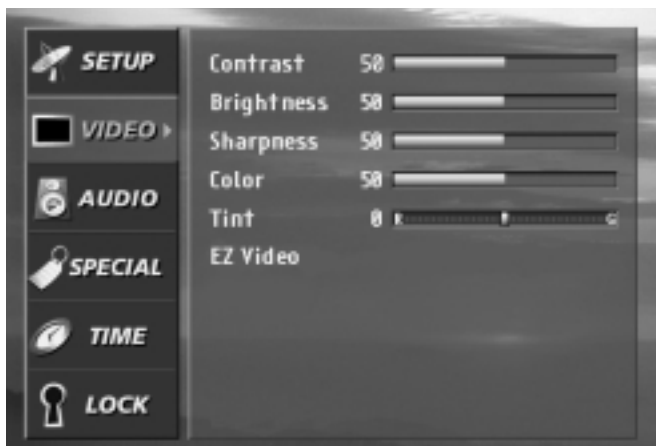 SETUP
VIDEO
AUDIO
SPECIAL
TIME
LOCK
Contrast 50
Brightness 50
Sharpness 50
Color 50
Tint 0 R G
EZ Video